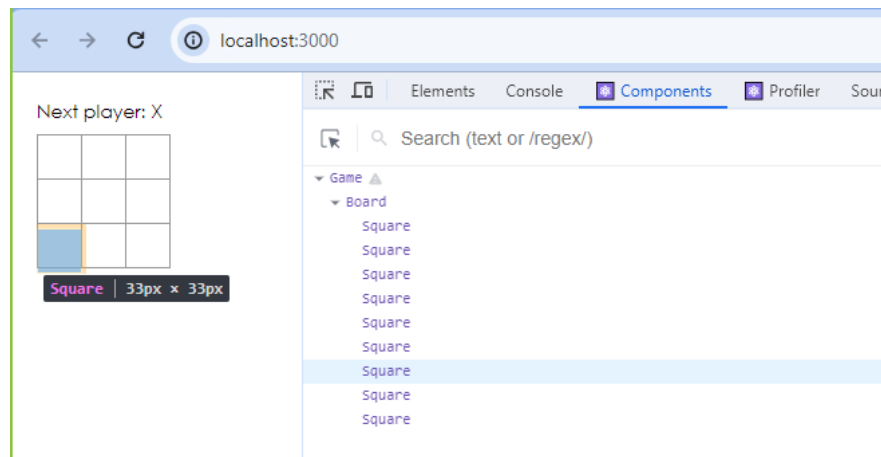 localhost:3000
Elements Console Components Profiler Sour
Next player: X
Search (text or /regex/)
Game
Board
Square
Square
Square
Square
Square
Square
Square
Square
Square
Square | 33px × 33px